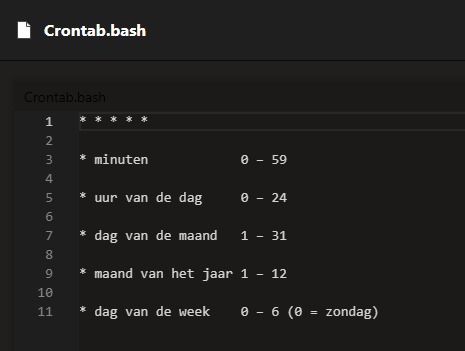 Crontab.bash
Crontab.bash
1 * * * * *
2
3 * minuten 0 – 59
4
5 * uur van de dag 0 – 24
6
7 * dag van de maand 1 – 31
8
9 * maand van het jaar 1 – 12
10
11 * dag van de week 0 – 6 (0 = zondag)